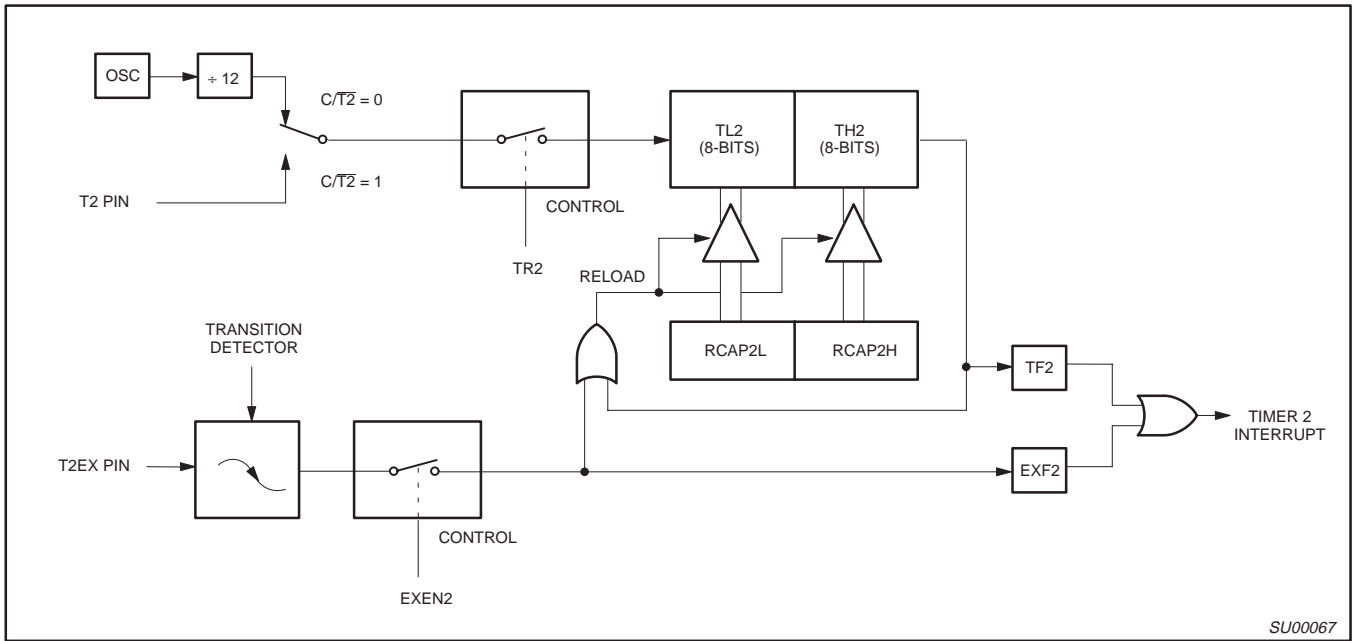 OSC
÷ 12
C/T2̅ = 0
TL2
(8-BITS)
TH2
(8-BITS)
C/T2̅ = 1
T2 PIN
CONTROL
TR2
RELOAD
TRANSITION
DETECTOR
RCAP2L
RCAP2H
TF2
TIMER 2
INTERRUPT
T2EX PIN
EXF2
CONTROL
EXEN2
SU00067